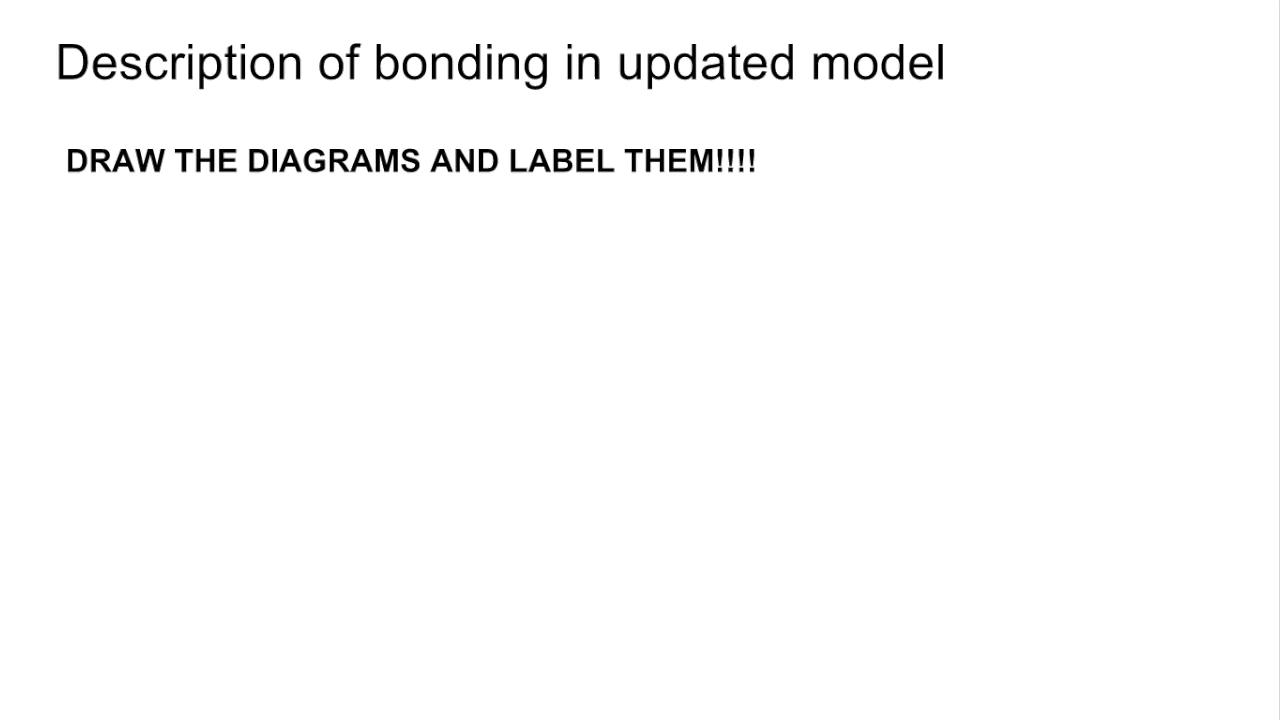 Description of bonding in updated model
DRAW THE DIAGRAMS AND LABEL THEM!!!!